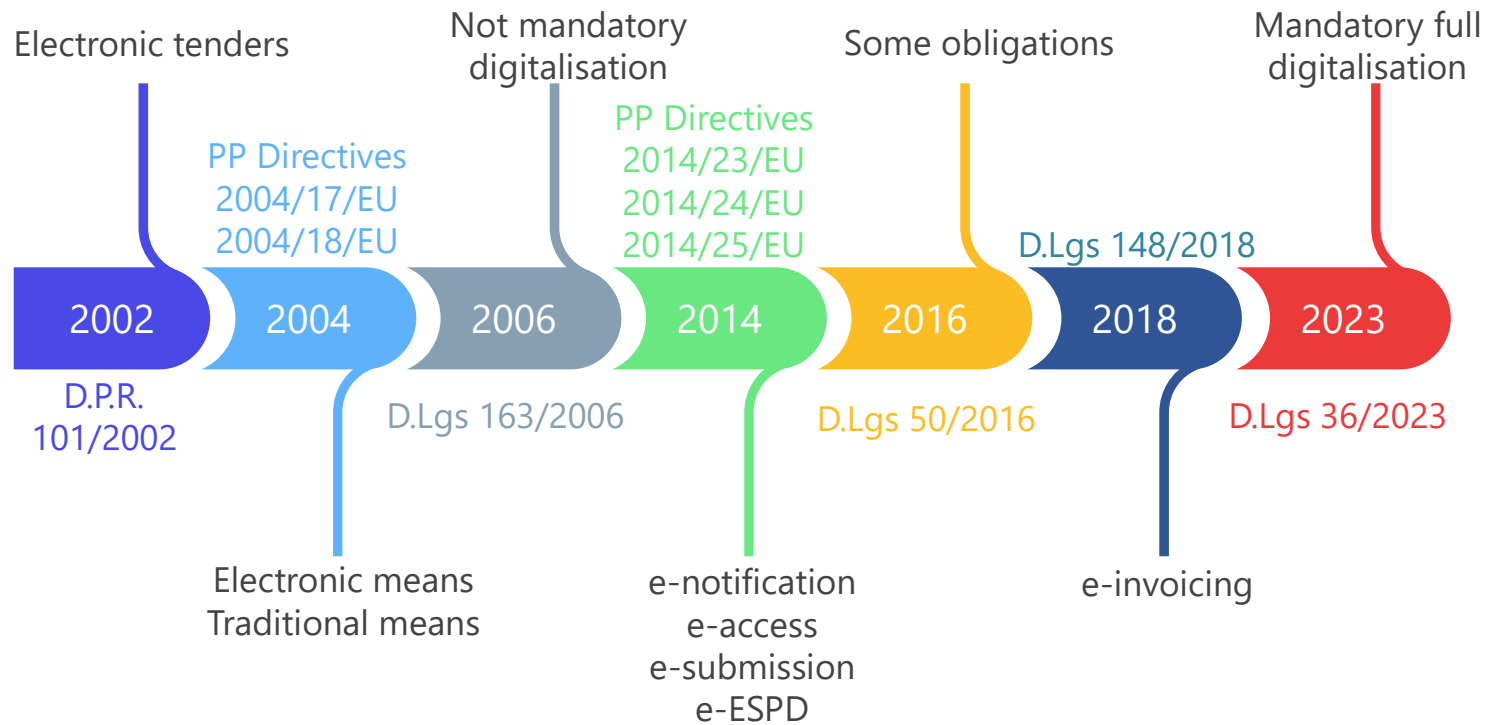 Electronic tenders
Not mandatory
digitalisation
Some obligations
Mandatory full
digitalisation
PP Directives
2004/17/EU
2004/18/EU
PP Directives
2014/23/EU
2014/24/EU
2014/25/EU
D.Lgs 148/2018
2002
2004
2006
2014
2016
2018
2023
D.P.R.
101/2002
D.Lgs 163/2006
D.Lgs 50/2016
D.Lgs 36/2023
Electronic means
Traditional means
e-notification
e-access
e-submission
e-ESPD
e-invoicing